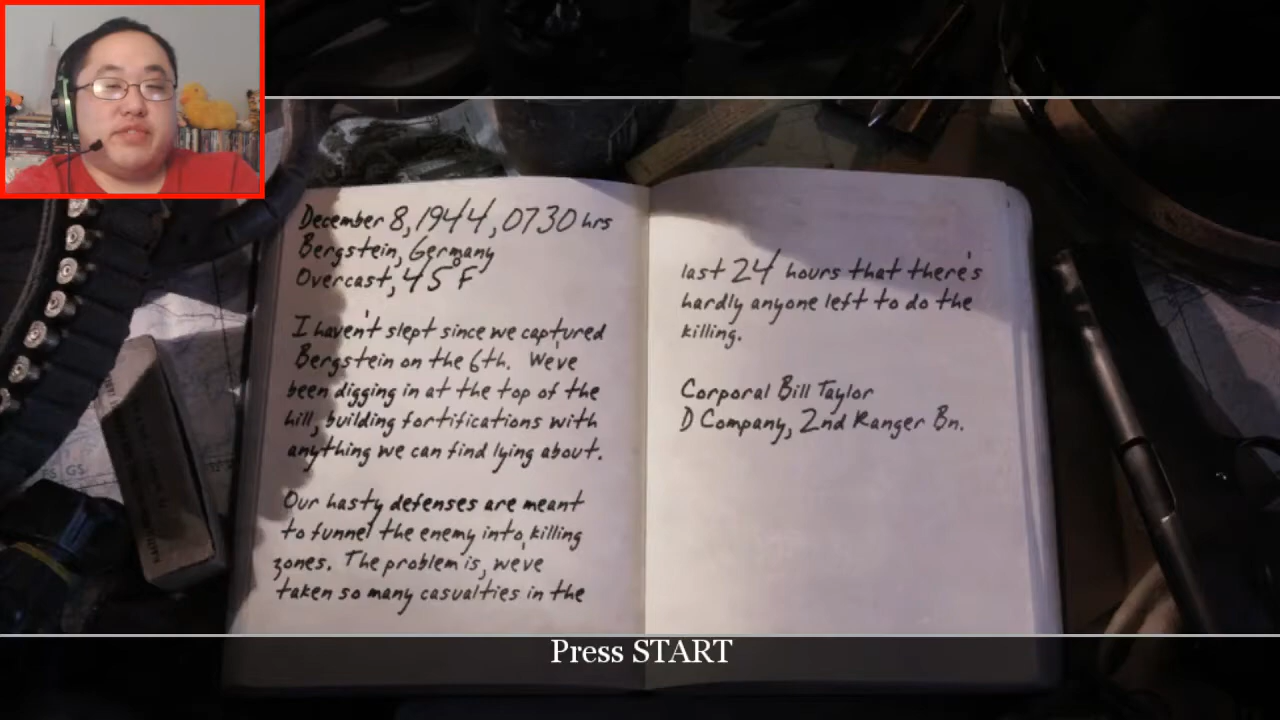 December 8, 1944, 0730 hrs
Bergstein, Germany
Overcast, 45°F
I haven't slept since we captured
Bergstein on the 6th. We've
been digging in at the top of the
hill, building fortifications with
anything we can find lying about.
Our hasty defenses are meant
to funnel the enemy into killing
zones. The problem is, we've
taken so many casualties in the
last 24 hours that there's
hardly anyone left to do the
killing.
Corporal Bill Taylor
D Company, 2nd Ranger Bn.
Press START